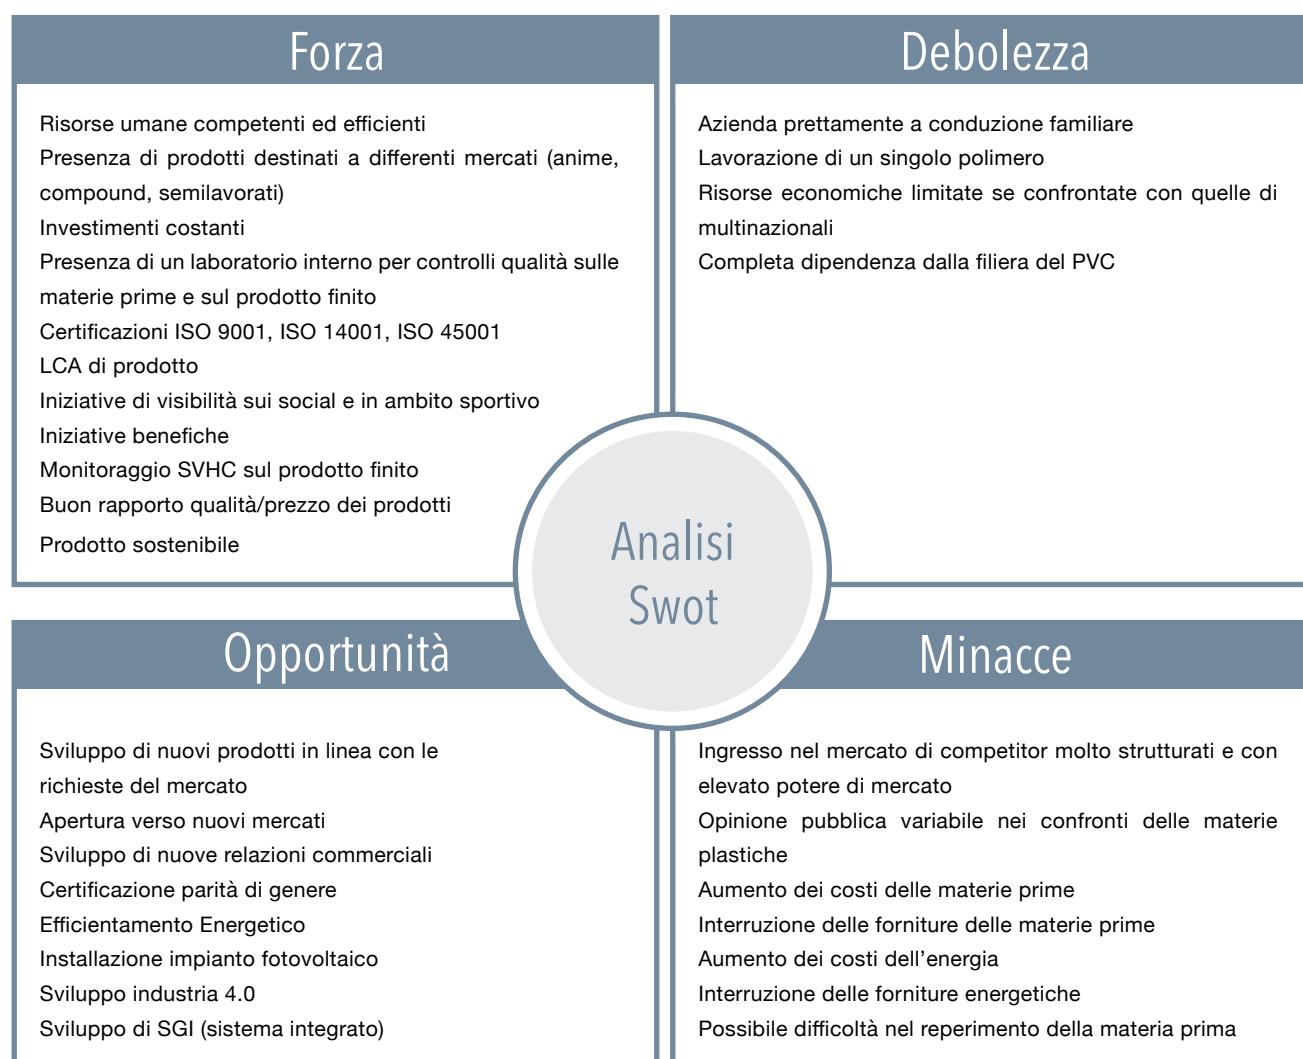 Forza
Risorse umane competenti ed efficienti
Presenza di prodotti destinati a differenti mercati (anime,
compound, semilavorati)
Investimenti costanti
Presenza di un laboratorio interno per controlli qualità sulle
materie prime e sul prodotto finito
Certificazioni ISO 9001, ISO 14001, ISO 45001
LCA di prodotto
Iniziative di visibilità sui social e in ambito sportivo
Iniziative benefiche
Monitoraggio SVHC sul prodotto finito
Buon rapporto qualità/prezzo dei prodotti
Prodotto sostenibile
Debolezza
Azienda prettamente a conduzione familiare
Lavorazione di un singolo polimero
Risorse economiche limitate se confrontate con quelle di
multinazionali
Completa dipendenza dalla filiera del PVC
Analisi
Swot
Opportunità
Sviluppo di nuovi prodotti in linea con le
richieste del mercato
Apertura verso nuovi mercati
Sviluppo di nuove relazioni commerciali
Certificazione parità di genere
Efficientamento Energetico
Installazione impianto fotovoltaico
Sviluppo industria 4.0
Sviluppo di SGI (sistema integrato)
Minacce
Ingresso nel mercato di competitor molto strutturati e con
elevato potere di mercato
Opinione pubblica variabile nei confronti delle materie
plastiche
Aumento dei costi delle materie prime
Interruzione delle forniture delle materie prime
Aumento dei costi dell'energia
Interruzione delle forniture energetiche
Possibile difficoltà nel reperimento della materia prima